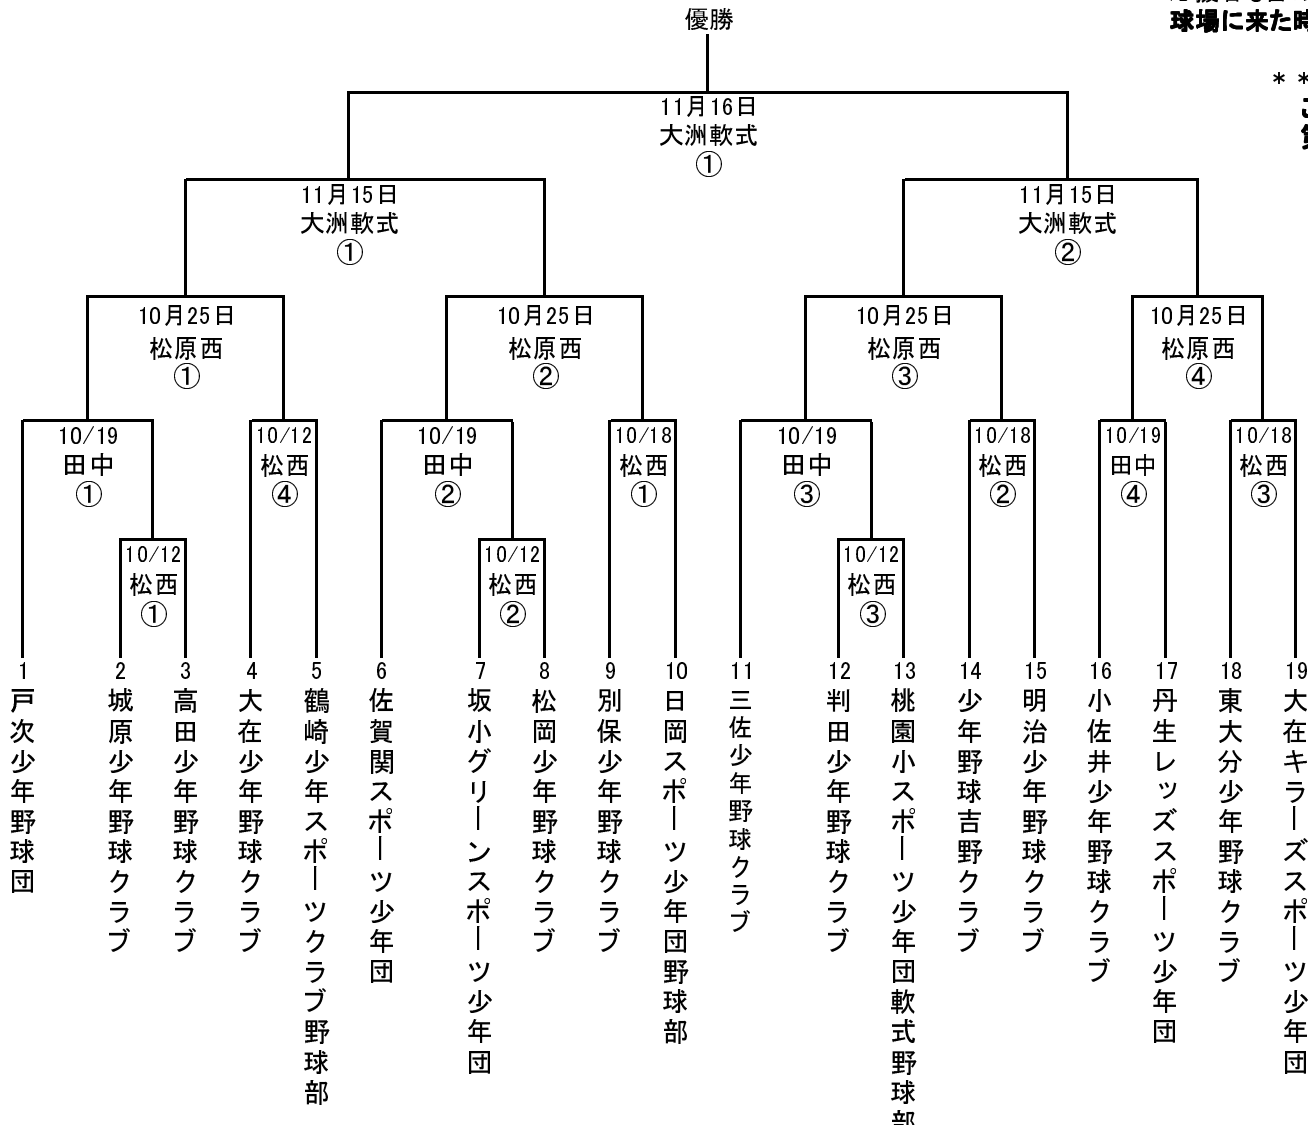 優勝
球場に来た時
＊＊
11月16日
大洲軟式
①
11月15日
大洲軟式
①
11月15日
大洲軟式
②
10月25日
松原西
①
10月25日
松原西
②
10月25日
松原西
③
10月25日
松原西
④
10/19
田中
①
10/12
松西
④
10/19
田中
②
10/18
松西
①
10/19
田中
③
10/18
松西
②
10/19
田中
④
10/18
松西
③
10/12
松西
①
10/12
松西
②
10/12
松西
③
1
戸次少年野球団
2
城原少年野球クラブ
3
高田少年野球クラブ
4
大在少年野球クラブ
5
鶴崎少年スポーツクラブ野球部
6
佐賀関スポーツ少年団
7
坂小グリーンスポーツ少年団
8
松岡少年野球クラブ
9
別保少年野球クラブ
10
日岡スポーツ少年団野球部
11
三佐少年野球クラブ
12
判田少年野球クラブ
13
桃園小スポーツ少年団軟式野球部
14
少年野球吉野クラブ
15
明治少年野球クラブ
16
小佐井少年野球クラブ
17
丹生レッズスポーツ少年団
18
東大分少年野球クラブ
19
大在キラーズスポーツ少年団